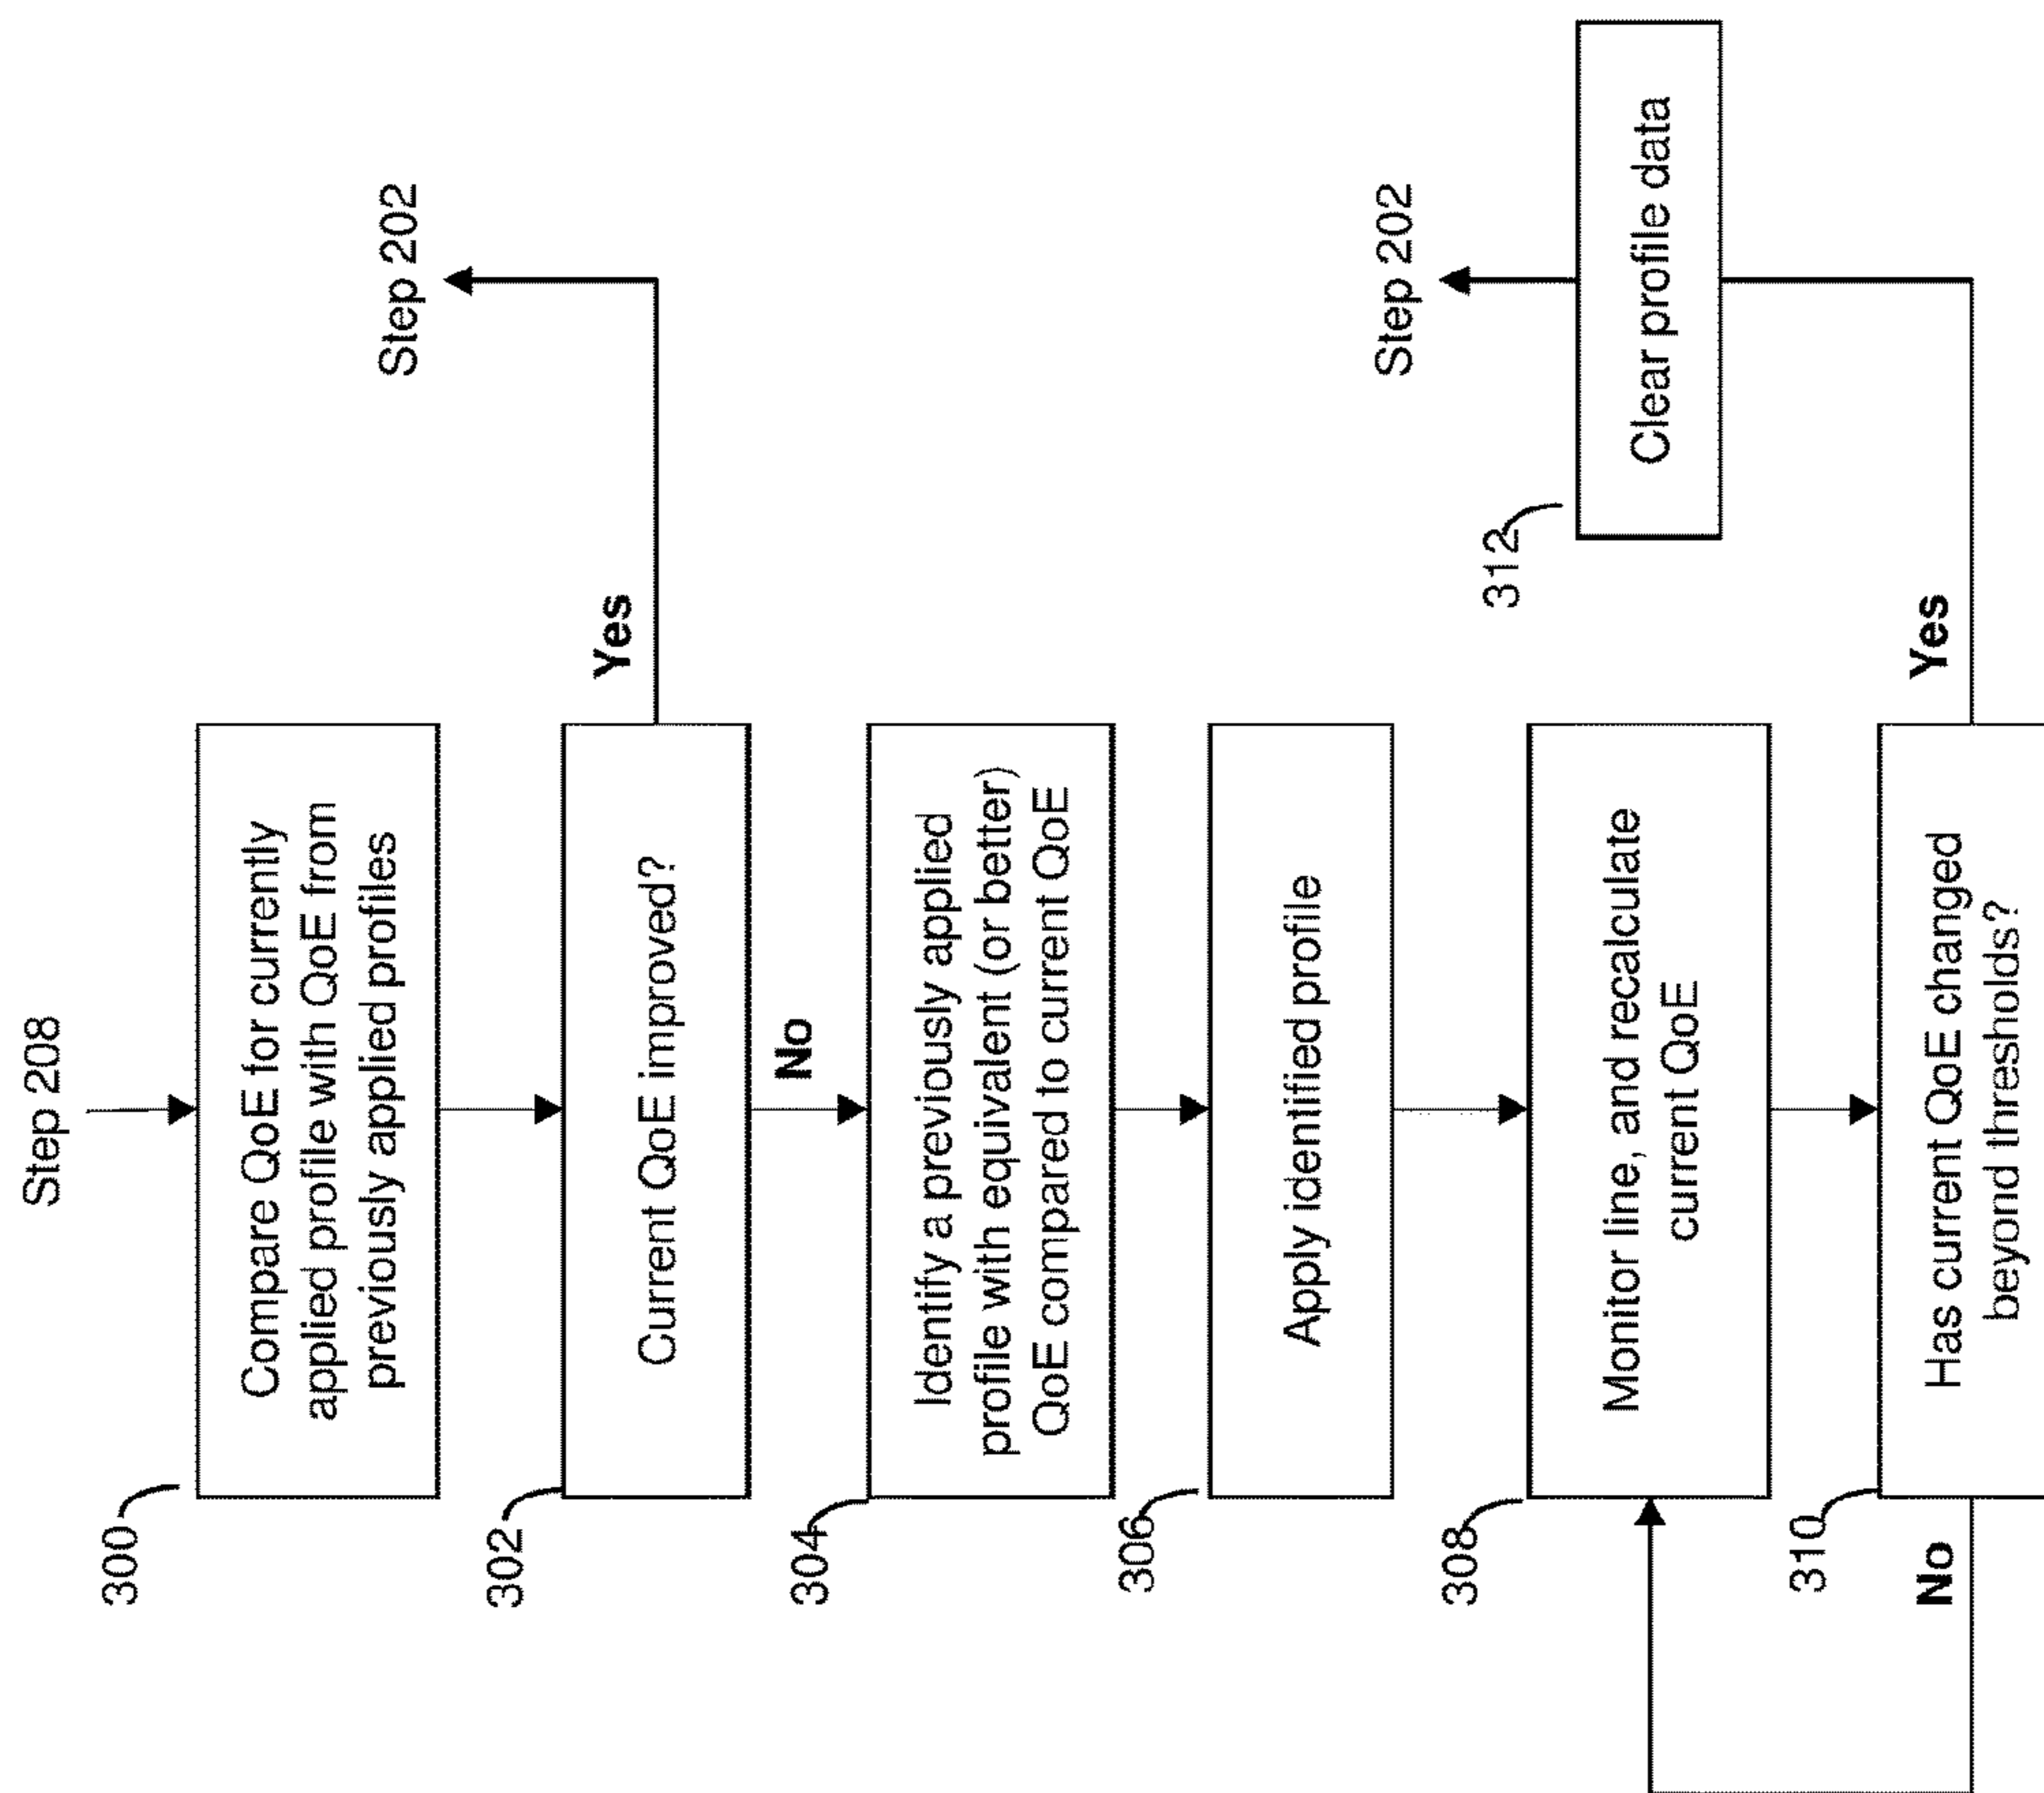 Step 208
300
Compare QoE for currently
applied profile with QoE from
previously applied profiles
302
Current QoE improved?
Yes
Step 202
No
304
Identify a previously applied
profile with equivalent (or better)
QoE compared to current QoE
306
Apply identified profile
308
Monitor line, and recalculate
current QoE
310
Has current QoE changed
beyond thresholds?
No
Yes
312
Clear profile data
Step 202